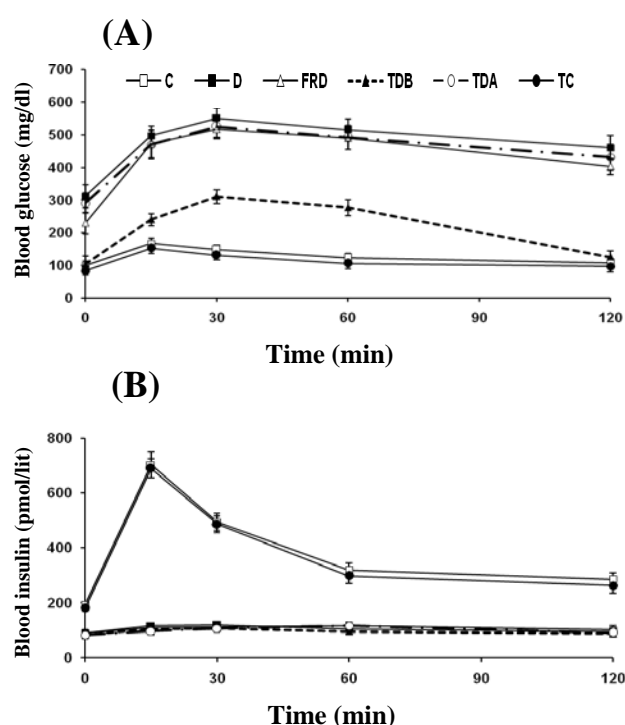 (A)
C D FRD TDB TDA TC
Blood glucose (mg/dl)
700
600
500
400
300
200
100
0
0 30 60 90 120
Time (min)
(B)
Blood insulin (pmol/lit)
800
600
400
200
0
0 30 60 90 120
Time (min)